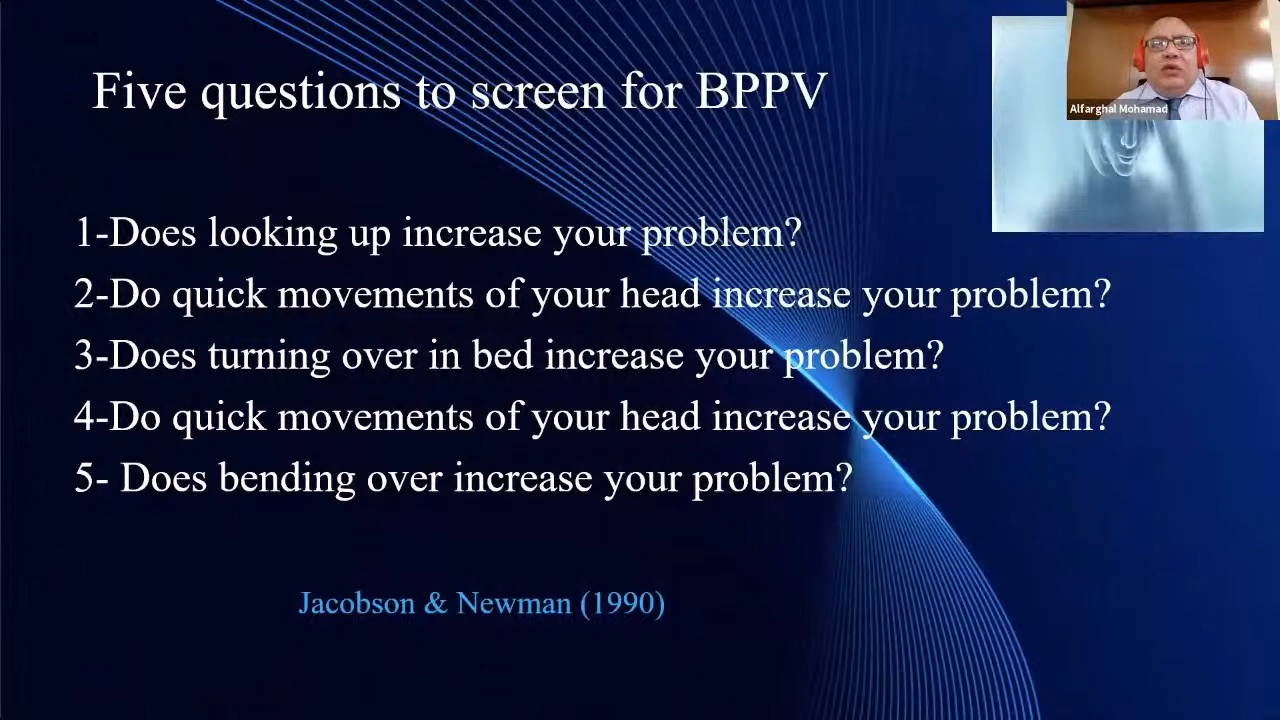 Five questions to screen for BPPV
Alfarghal Mohamad
1-Does looking up increase your problem?
2-Do quick movements of your head increase your problem?
3-Does turning over in bed increase your problem?
4-Do quick movements of your head increase your problem?
5- Does bending over increase your problem?
Jacobson & Newman (1990)